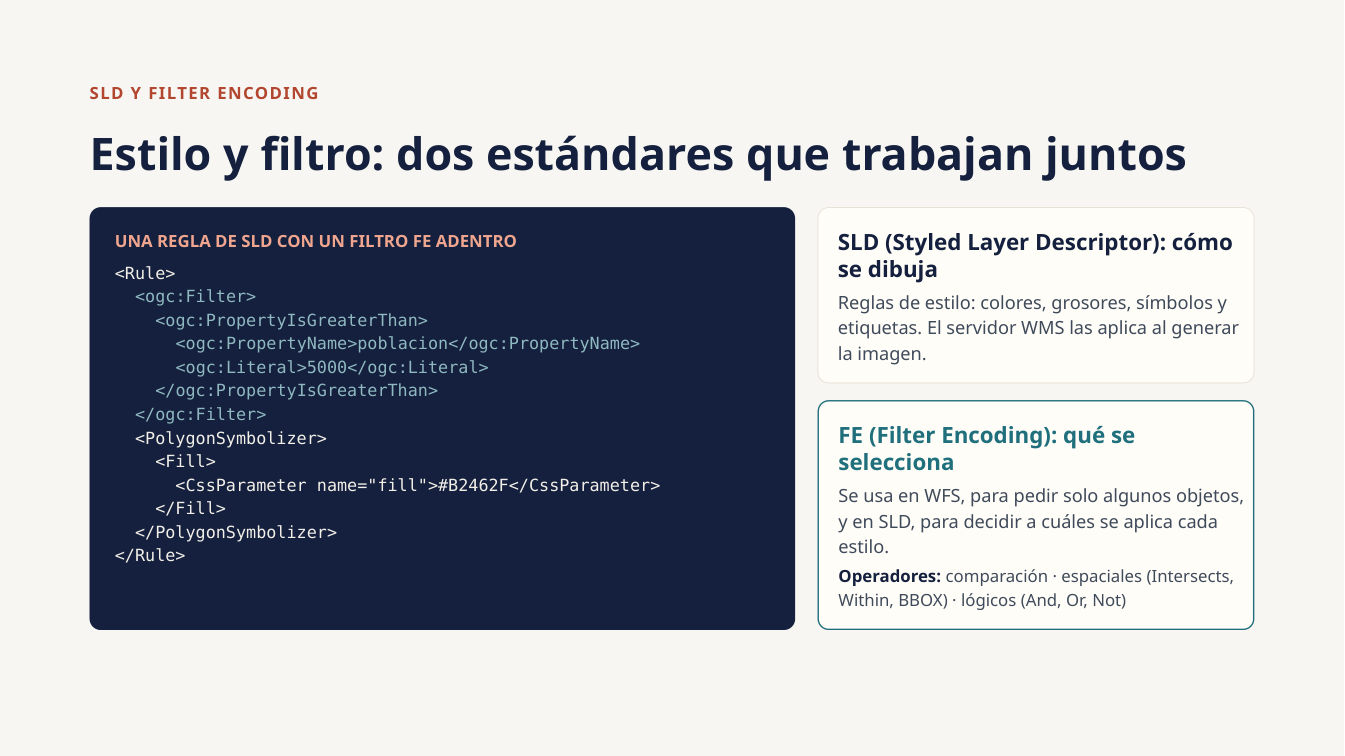 SLD Y FILTER ENCODING
Estilo y filtro: dos estándares que trabajan juntos
UNA REGLA DE SLD CON UN FILTRO FE ADENTRO
<Rule>
  <ogc:Filter>
    <ogc:PropertyIsGreaterThan>
      <ogc:PropertyName>poblacion</ogc:PropertyName>
      <ogc:Literal>5000</ogc:Literal>
    </ogc:PropertyIsGreaterThan>
  </ogc:Filter>
  <PolygonSymbolizer>
    <Fill>
      <CssParameter name="fill">#B2462F</CssParameter>
    </Fill>
  </PolygonSymbolizer>
</Rule>
SLD (Styled Layer Descriptor): cómo
se dibuja
Reglas de estilo: colores, grosores, símbolos y
etiquetas. El servidor WMS las aplica al generar
la imagen.
FE (Filter Encoding): qué se
selecciona
Se usa en WFS, para pedir solo algunos objetos,
y en SLD, para decidir a cuáles se aplica cada
estilo.
Operadores: comparación · espaciales (Intersects,
Within, BBOX) · lógicos (And, Or, Not)